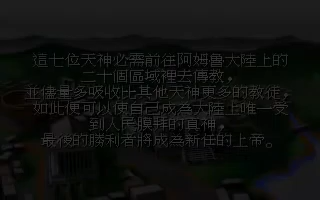 這七位天神必需前往阿姆魯大陸上的
二十個區域裡去傳教，
並儘量多吸收比其他天神更多的教徒，
如此便可以使自己成為大陸上唯一受
到人民膜拜的真神，
最後的勝利者將成為新任的上帝。